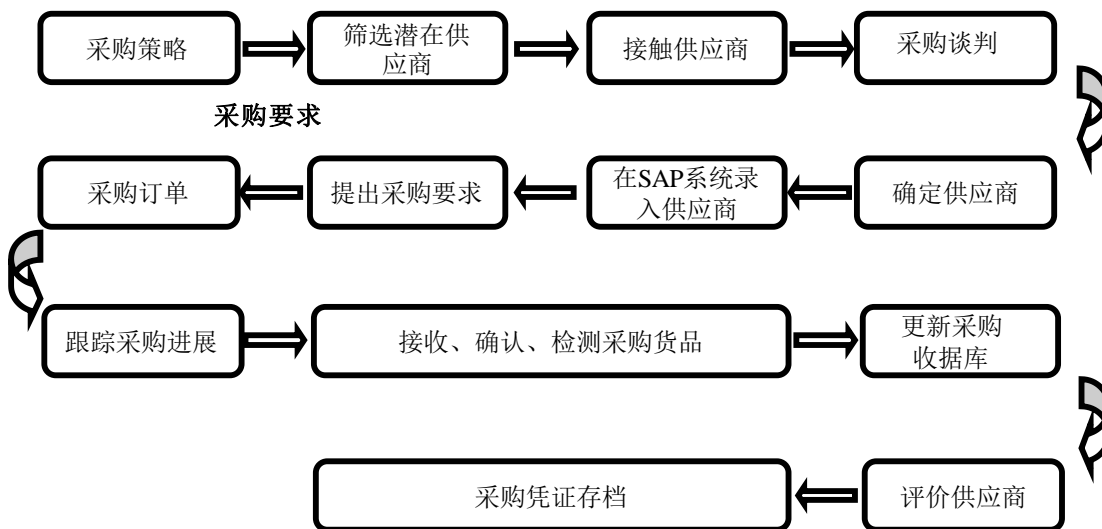 采购策略
筛选潜在供
应商
接触供应商
采购谈判
采购要求
采购订单
提出采购要求
在SAP系统录
入供应商
确定供应商
跟踪采购进展
接收、确认、检测采购货品
更新采购
收据库
采购凭证存档
评价供应商